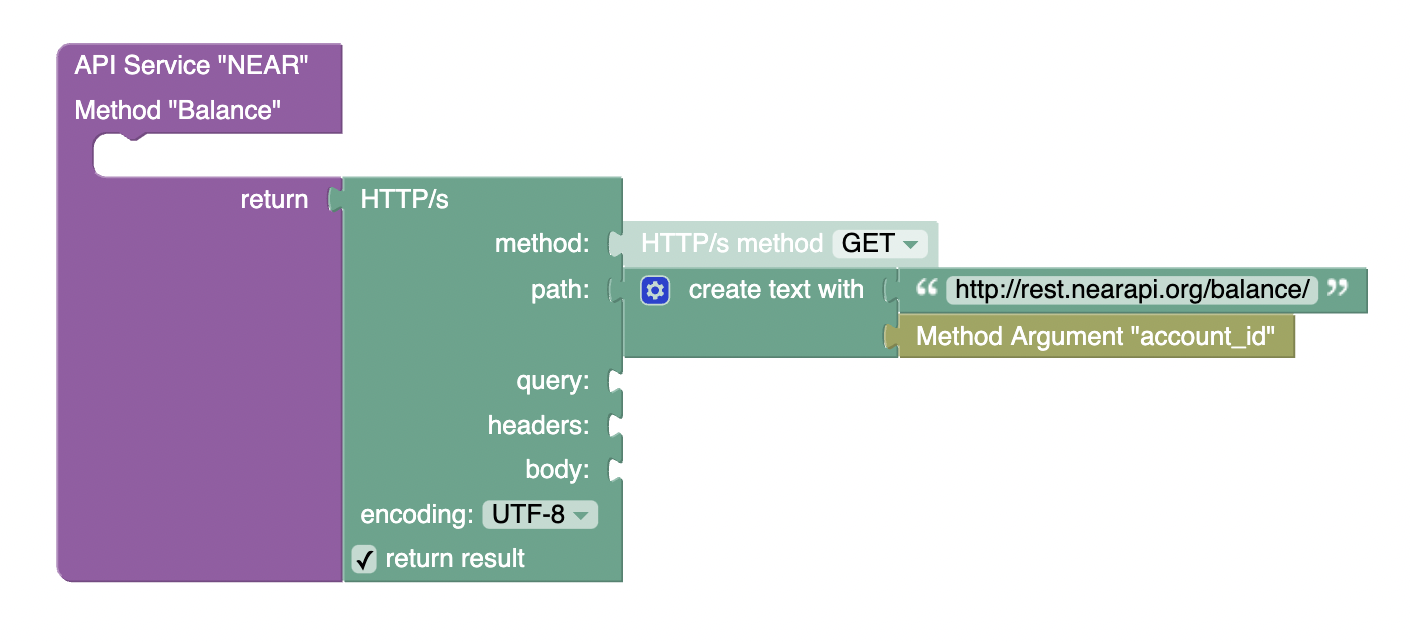 API Service "NEAR"
Method "Balance"
return HTTP/s
method: HTTP/s method GET
path: create text with “ http://rest.nearapi.org/balance/ ”
Method Argument "account_id"
query:
headers:
body:
encoding: UTF-8
✓ return result